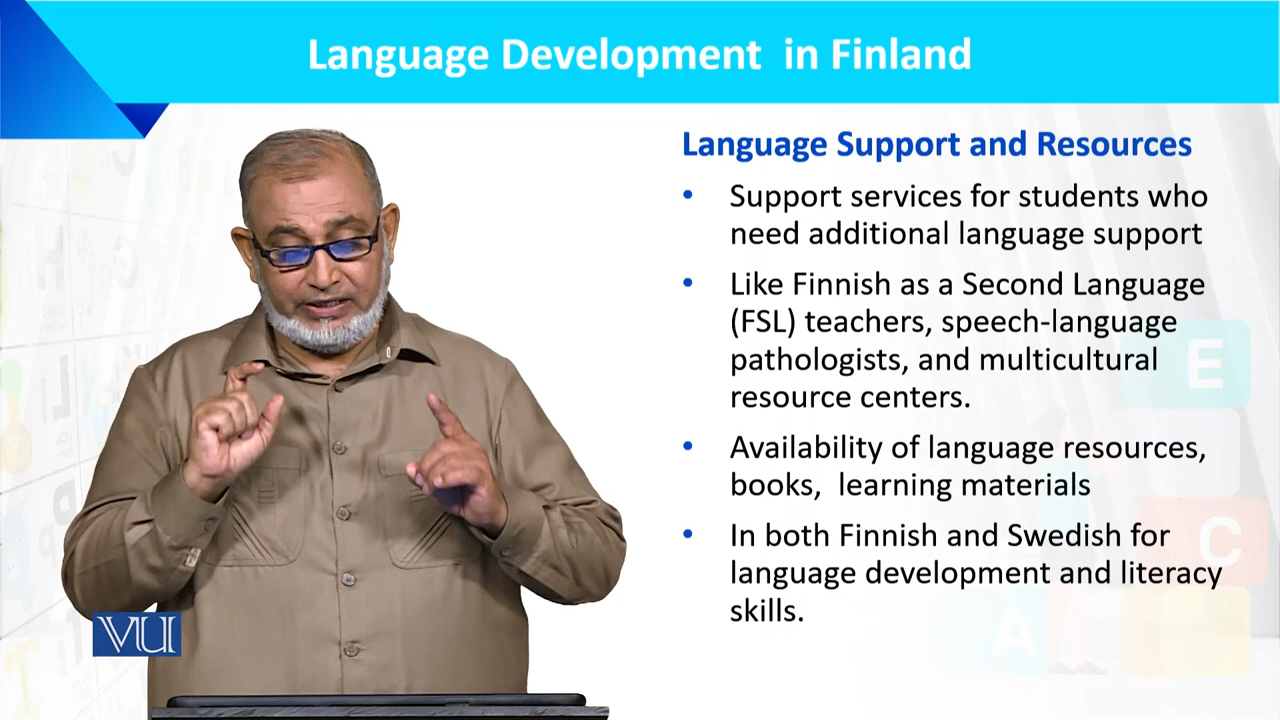 Language Development in Finland
Language Support and Resources
• Support services for students who
need additional language support
• Like Finnish as a Second Language
(FSL) teachers, speech-language
pathologists, and multicultural
resource centers.
• Availability of language resources,
books, learning materials
• In both Finnish and Swedish for
language development and literacy
skills.
VU
E
C
A